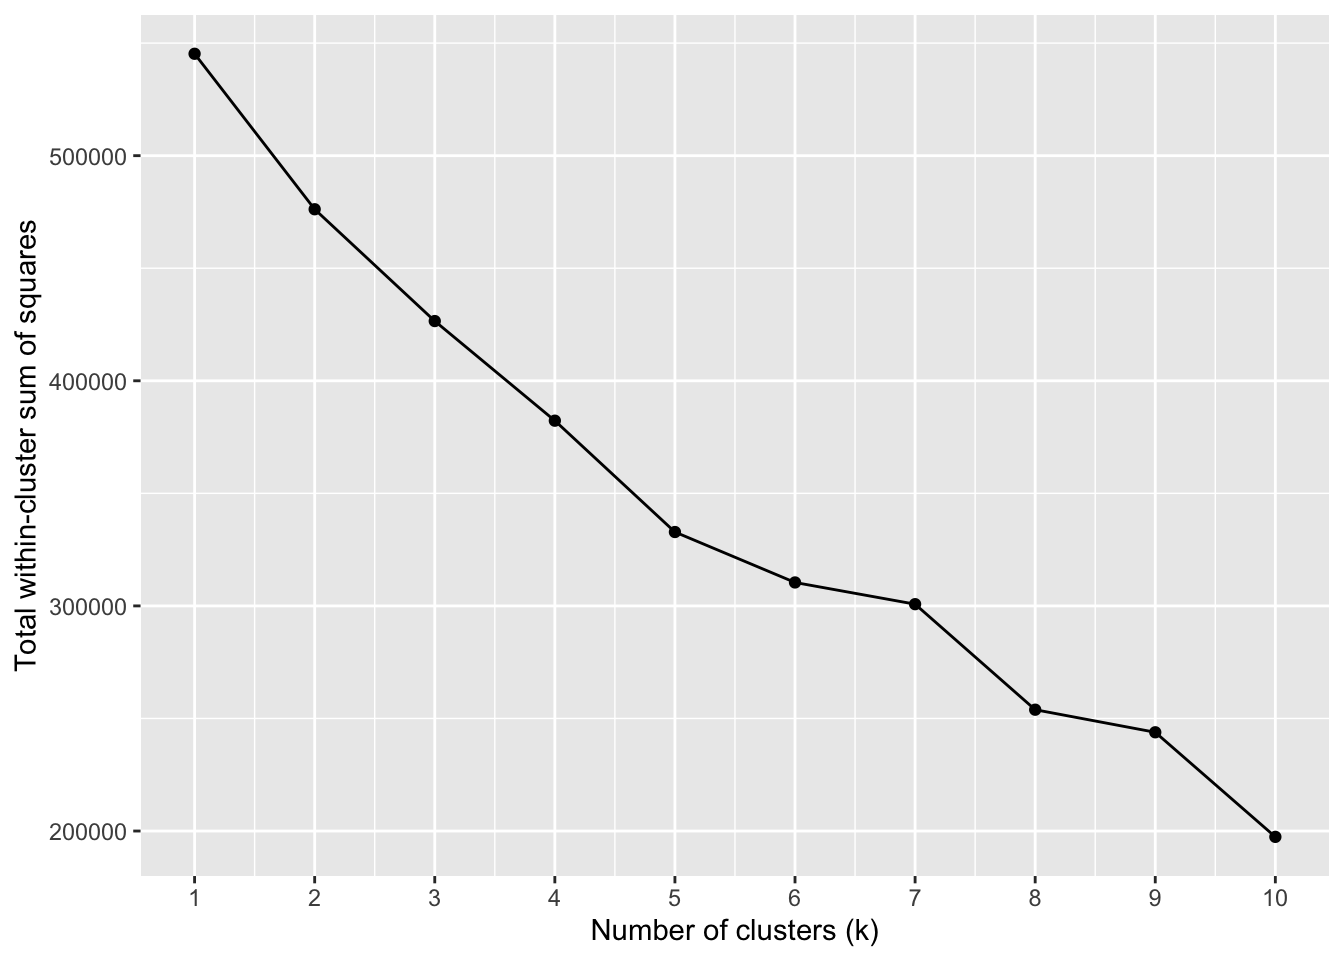 Total within-cluster sum of squares
500000
400000
300000
200000
1 2 3 4 5 6 7 8 9 10
Number of clusters (k)